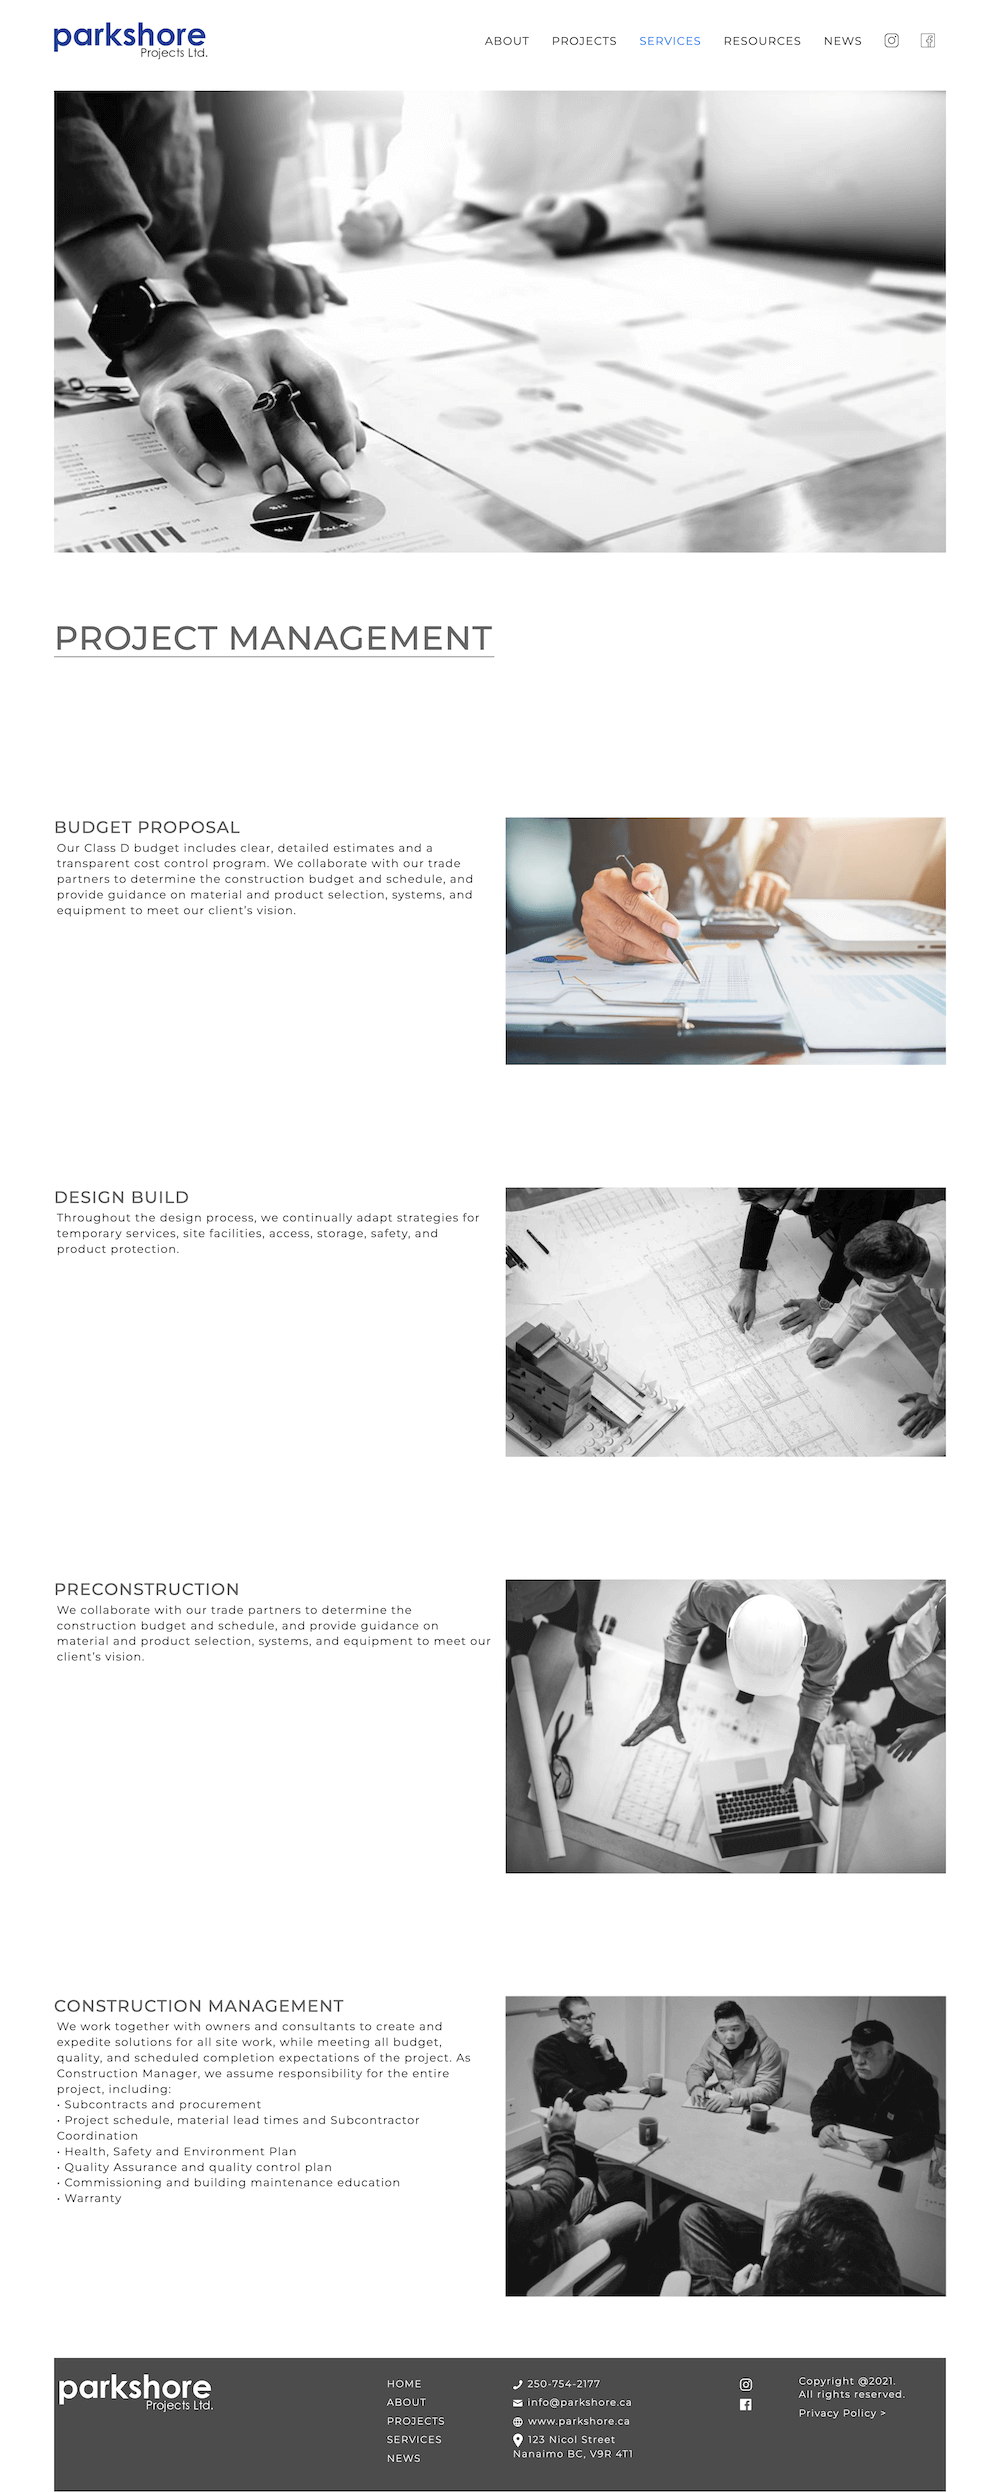 parkshore
Projects Ltd.
ABOUT PROJECTS SERVICES RESOURCES NEWS
CATEGORY
21%
17%
PROJECT MANAGEMENT
BUDGET PROPOSAL
Our Class D budget includes clear, detailed estimates and a
transparent cost control program. We collaborate with our trade
partners to determine the construction budget and schedule, and
provide guidance on material and product selection, systems, and
equipment to meet our client's vision.
DESIGN BUILD
Throughout the design process, we continually adapt strategies for
temporary services, site facilities, access, storage, safety, and
product protection.
PRECONSTRUCTION
We collaborate with our trade partners to determine the
construction budget and schedule, and provide guidance on
material and product selection, systems, and equipment to meet our
client's vision.
CONSTRUCTION MANAGEMENT
We work together with owners and consultants to create and
expedite solutions for all site work, while meeting all budget,
quality, and scheduled completion expectations of the project. As
Construction Manager, we assume responsibility for the entire
project, including:
• Subcontracts and procurement
• Project schedule, material lead times and Subcontractor
Coordination
• Health, Safety and Environment Plan
• Quality Assurance and quality control plan
• Commissioning and building maintenance education
• Warranty
parkshore
Projects Ltd.
HOME
ABOUT
PROJECTS
SERVICES
NEWS
250-754-2177
info@parkshore.ca
www.parkshore.ca
123 Nicol Street
Nanaimo BC, V9R 4T1
Copyright @2021.
All rights reserved.
Privacy Policy >